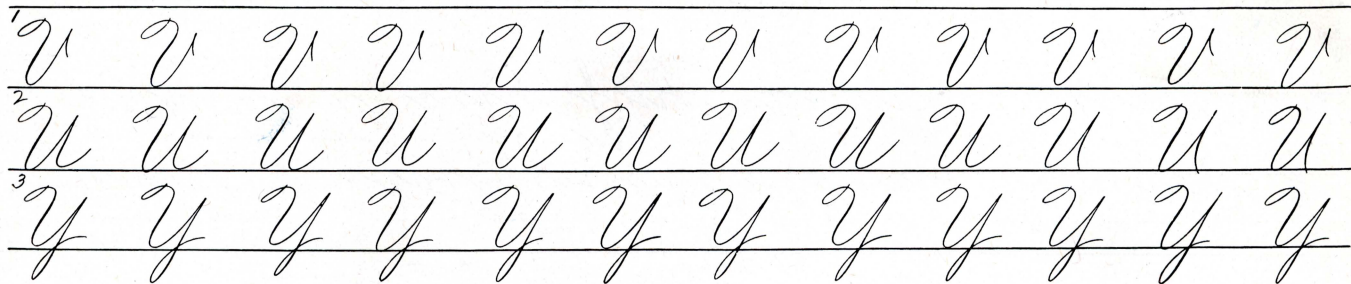 1 V V V V V V V V V V V V
2 U U U U U U U U U U U U
3 Y Y Y Y Y Y Y Y Y Y Y Y